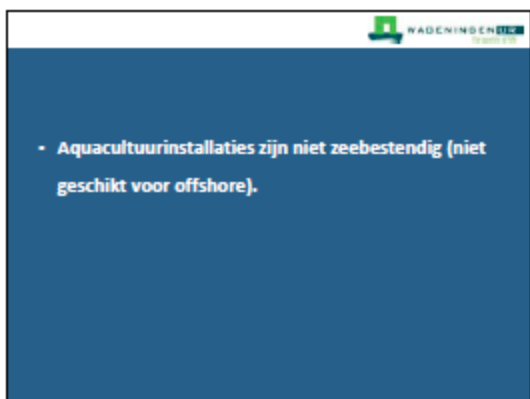 WAGENINGEN UR
• Aquacultuurinstallaties zijn niet zeebestendig (niet
geschikt voor offshore).